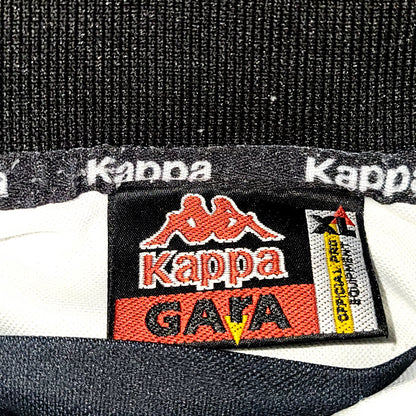 Kappa Kappa
Kappa
GARA
XL
OFFICIAL PRO
EQUIPMENT